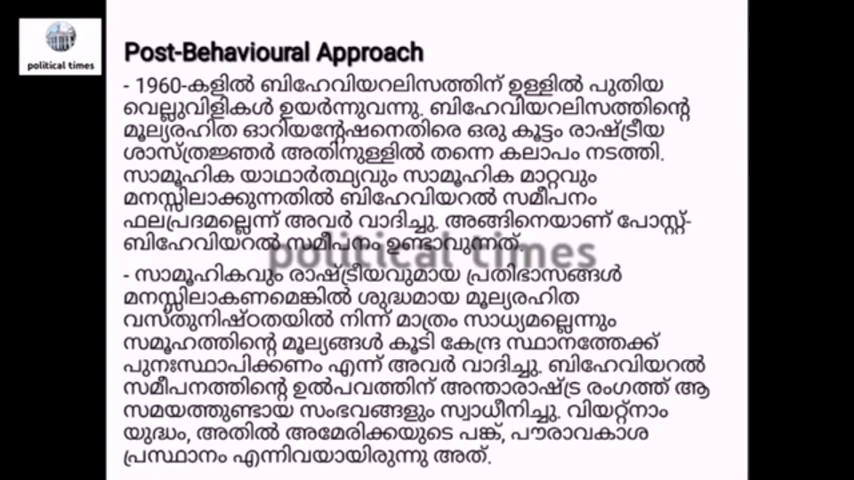 political times
Post-Behavioural Approach
- 1960-കളിൽ ബിഹേവിയറലിസത്തിന് ഉള്ളിൽ പുതിയ
വെല്ലുവിളികൾ ഉയർന്നുവന്നു. ബിഹേവിയറലിസത്തിന്റെ
മൂല്യരഹിത ഓറിയന്റേഷനെതിരെ ഒരു കൂട്ടം രാഷ്ട്രീയ
ശാസ്ത്രജ്ഞർ അതിനുള്ളിൽ തന്നെ കലാപം നടത്തി.
സാമൂഹിക യാഥാർത്ഥ്യവും സാമൂഹിക മാറ്റവും
മനസ്സിലാക്കുന്നതിൽ ബിഹേവിയറൽ സമീപനം
ഫലപ്രദമല്ലെന്ന് അവർ വാദിച്ചു. അങ്ങിനെയാണ് പോസ്റ്റ്-
ബിഹേവിയറൽ സമീപനം ഉണ്ടാവുന്നത്.
political times
- സാമൂഹികവും രാഷ്ട്രീയവുമായ പ്രതിഭാസങ്ങൾ
മനസ്സിലാകണമെങ്കിൽ ശുദ്ധമായ മൂല്യരഹിത
വസ്തുനിഷ്ഠതയിൽ നിന്ന് മാത്രം സാധ്യമല്ലെന്നും
സമൂഹത്തിന്റെ മൂല്യങ്ങൾ കൂടി കേന്ദ്ര സ്ഥാനത്തേക്ക്
പുനഃസ്ഥാപിക്കണം എന്ന് അവർ വാദിച്ചു. ബിഹേവിയറൽ
സമീപനത്തിന്റെ ഉൽപവത്തിന് അന്താരാഷ്ട്ര രംഗത്ത് ആ
സമയത്തുണ്ടായ സംഭവങ്ങളും സ്വാധീനിച്ചു. വിയറ്റ്നാം
യുദ്ധം, അതിൽ അമേരിക്കയുടെ പങ്ക്, പൗരാവകാശ
പ്രസ്ഥാനം എന്നിവയായിരുന്നു അത്.